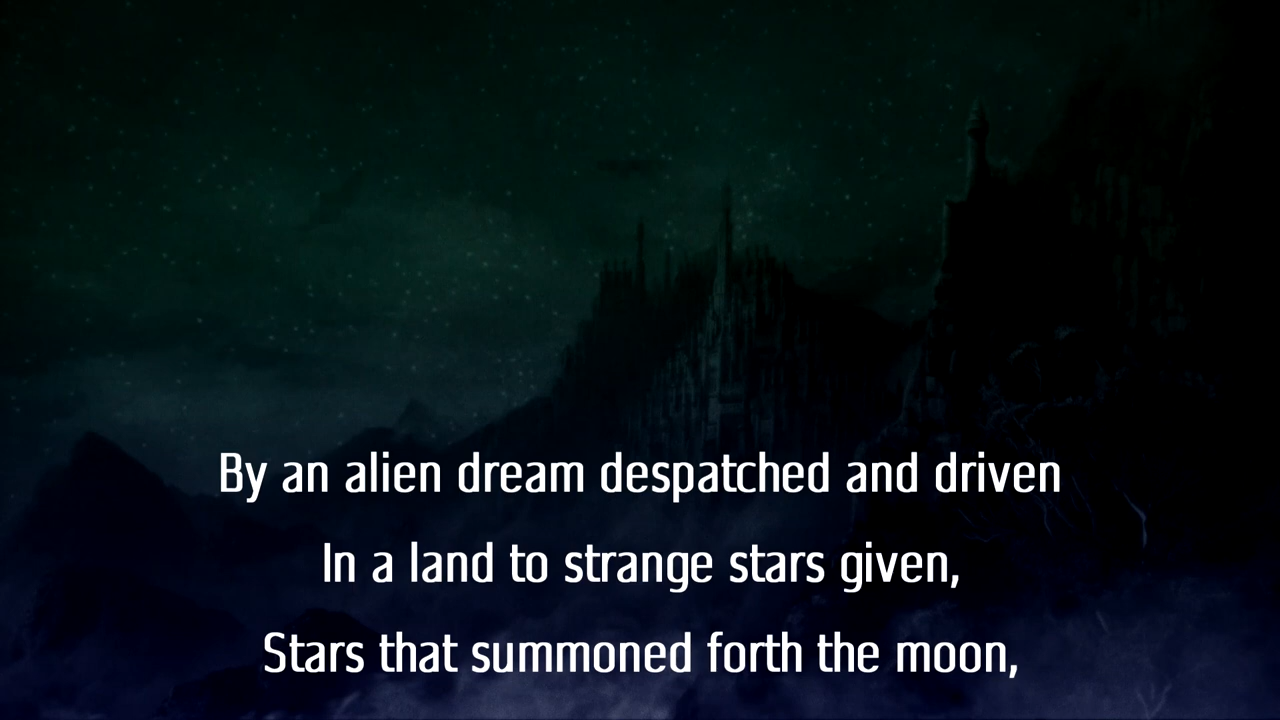 By an alien dream despatched and driven
In a land to strange stars given,
Stars that summoned forth the moon,